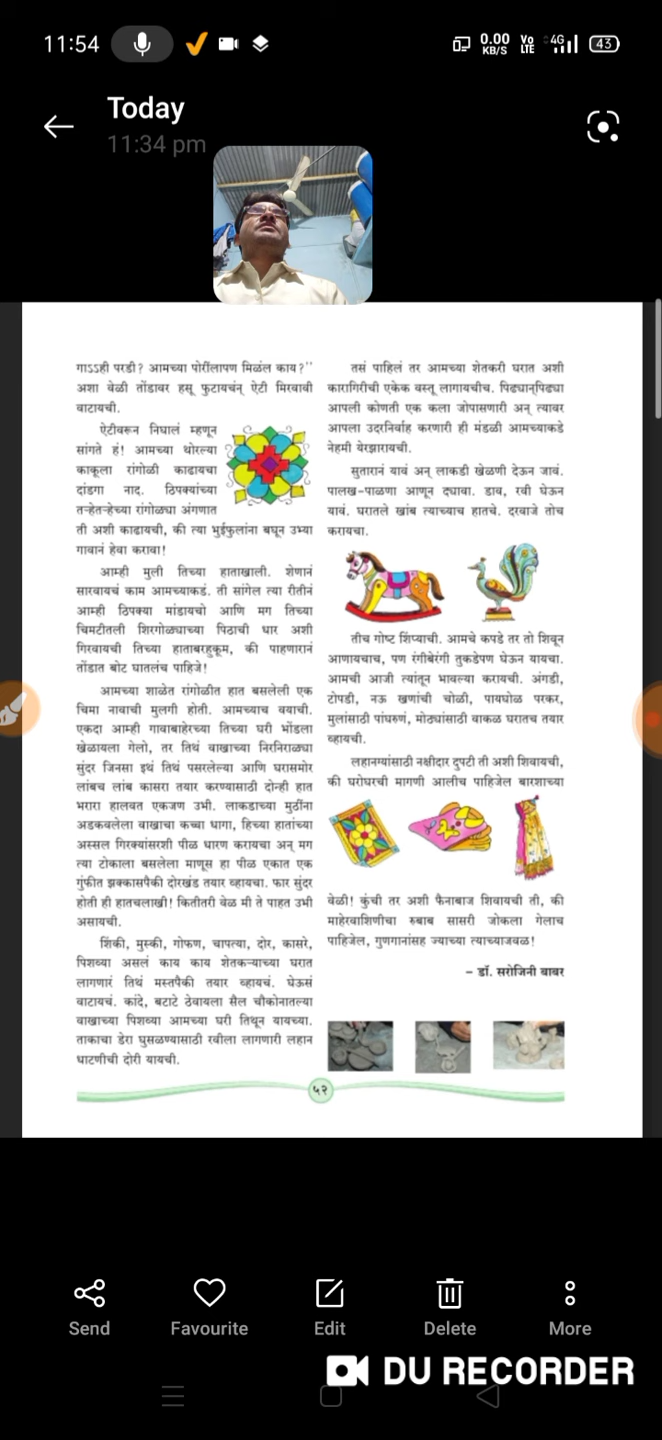 11:54
0.00 KB/S
Vo LTE
4G
43
Today
11:34 pm
गाऽऽही परडी? आमच्या पोरींलापण मिळंल काय?''
अशा वेळी तोंडावर हसू फुटायचंन् ऐटी मिरवावी
वाटायची.
ऐटीवरून निघालं म्हणून
सांगते हं! आमच्या थोरल्या
काकूला रांगोळी काढायचा
दांडगा नाद. ठिपक्यांच्या
तऱ्हेतऱ्हेच्या रांगोळ्या अंगणात
ती अशी काढायची, की त्या भुईफुलांना बघून उभ्या
गावानं हेवा करावा!
आम्ही मुली तिच्या हाताखाली. शेणानं
सारवायचं काम आमच्याकडं. ती सांगेल त्या रीतीनं
आम्ही ठिपक्या मांडायचो आणि मग तिच्या
चिमटीतली शिरगोळ्याच्या पिठाची धार अशी
गिरवायची तिच्या हाताबरहुकूम, की पाहणारानं
तोंडात बोट घातलंच पाहिजे!
आमच्या शाळेत रांगोळीत हात बसलेली एक
चिमा नावाची मुलगी होती. आमच्याच वयाची.
एकदा आम्ही गावाबाहेरच्या तिच्या घरी भोंडला
खेळायला गेलो, तर तिथं वाखाच्या निरनिराळ्या
सुंदर जिनसा इथं तिथं पसरलेल्या आणि घरासमोर
लांबच लांब कासरा तयार करण्यासाठी दोन्ही हात
भरारा हालवत एकजण उभी. लाकडाच्या मुठींना
अडकवलेला वाखाचा कच्चा धागा, हिच्या हातांच्या
अस्सल गिरक्यांसरशी पीळ धारण करायचा अन् मग
त्या टोकाला बसलेला माणूस हा पीळ एकात एक
गुंफीत झक्कासपैकी दोरखंड तयार व्हायचा. फार सुंदर
होती ही हातचलाखी! कितीतरी वेळ मी ते पाहत उभी
असायची.
शिंकी, मुस्की, गोफण, चापत्या, दोर, कासरे,
पिशव्या असलं काय काय शेतकऱ्याच्या घरात
लागणारं तिथं मस्तपैकी तयार व्हायचं. घेऊसं
वाटायचं. कांदे, बटाटे ठेवायला सैल चौकोनातल्या
वाखाच्या पिशव्या आमच्या घरी तिथून यायच्या.
ताकाचा डेरा घुसळण्यासाठी रवीला लागणारी लहान
धाटणीची दोरी यायची.
तसं पाहिलं तर आमच्या शेतकरी घरात अशी
कारागिरीची एकेक वस्तू लागायचीच. पिढ्यान्‌पिढ्या
आपली कोणती एक कला जोपासणारी अन् त्यावर
आपला उदरनिर्वाह करणारी ही मंडळी आमच्याकडे
नेहमी येरझारायची.
सुतारानं यावं अन् लाकडी खेळणी देऊन जावं.
पालख-पाळणा आणून द्यावा. डाव, रवी घेऊन
यावं. घरातले खांब त्याच्याच हातचे. दरवाजे तोच
करायचा.
तीच गोष्ट शिंप्याची. आमचे कपडे तर तो शिवून
आणायचाच, पण रंगीबेरंगी तुकडेपण घेऊन यायचा.
आमची आजी त्यांतून भावल्या करायची. अंगडी,
टोपडी, नऊ खणांची चोळी, पायघोळ परकर,
मुलांसाठी पांघरुणं, मोठ्यांसाठी वाकळ घरातच तयार
व्हायची.
लहानग्यांसाठी नक्षीदार दुपटी ती अशी शिवायची,
की घरोघरची मागणी आलीच पाहिजेल बारशाच्या
वेळी! कुंची तर अशी फैनाबाज शिवायची ती, की
माहेरवाशिणीचा रुबाब सासरी जोकला गेलाच
पाहिजेल, गुणगानांसह ज्याच्या त्याच्याजवळ!
– डॉ. सरोजिनी बाबर
५२
Send
Favourite
Edit
Delete
More
DU RECORDER